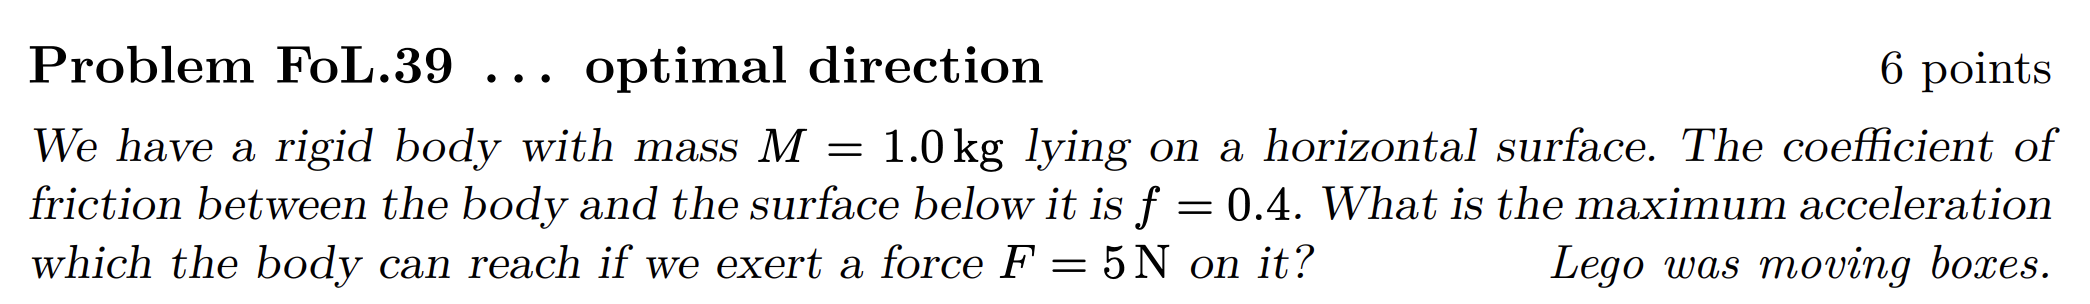 Problem FoL.39 ... optimal direction 6 points
We have a rigid body with mass M = 1.0 kg lying on a horizontal surface. The coefficient of
friction between the body and the surface below it is f = 0.4. What is the maximum acceleration
which the body can reach if we exert a force F = 5 N on it? Lego was moving boxes.